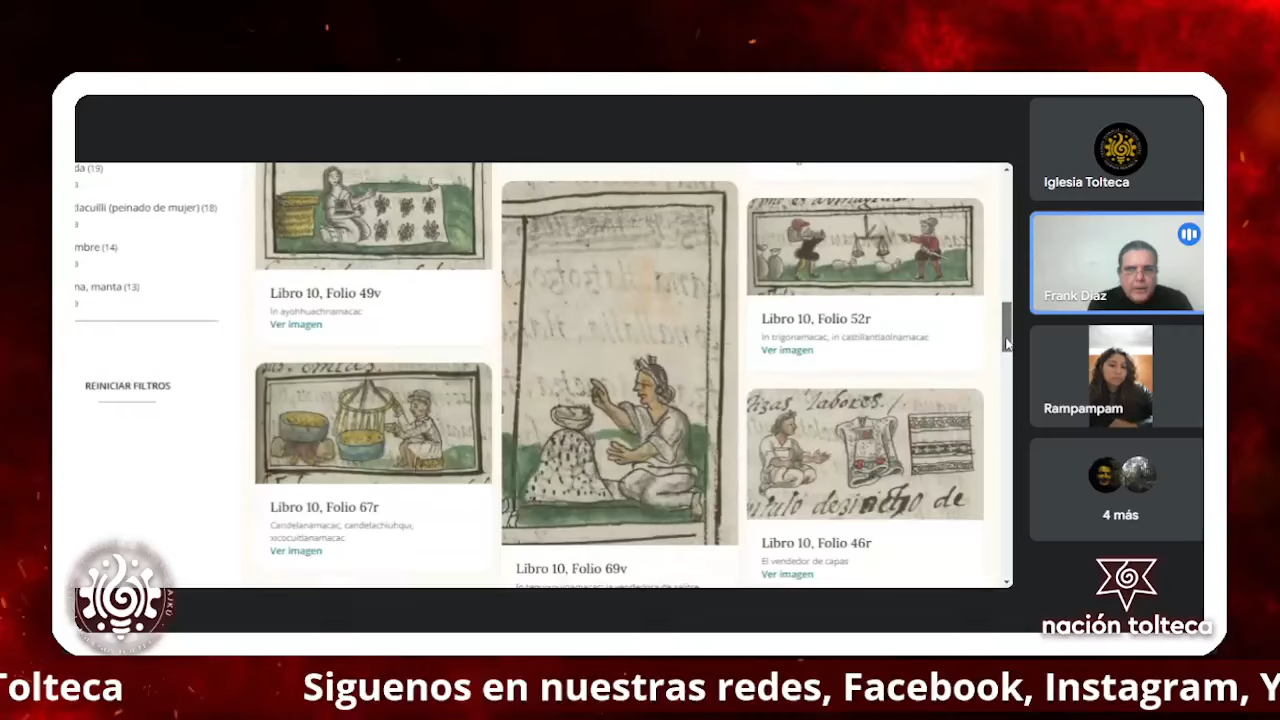 da (19)
dacuilli (peinado de mujer) (18)
mbre (14)
na, manta (13)
REINICIAR FILTROS
Libro 10, Folio 49v
In ayohhuachnamacac
Ver imagen
Libro 10, Folio 67r
Candelanamacac, candelachiuhqui,
xicocuitlanamacac
Ver imagen
Libro 10, Folio 69v
Libro 10, Folio 52r
In trigonamacac, in castillantlaolnamacac
Ver imagen
labores.
Libro 10, Folio 46r
El vendedor de capas
Ver imagen
Iglesia Tolteca
Frank Diaz
Rampampam
4 más
nación tolteca
Tolteca
Siguenos en nuestras redes, Facebook, Instagram, Y